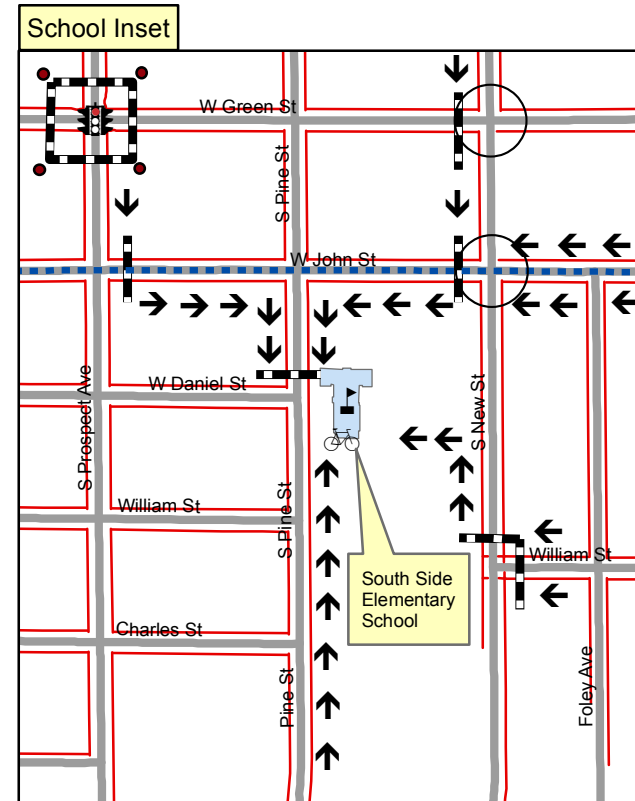 School Inset
W Green St
S Pine St
W John St
W Daniel St
S Prospect Ave
S New St
William St
S Pine St
William St
South Side
Elementary
School
Charles St
Pine St
Foley Ave